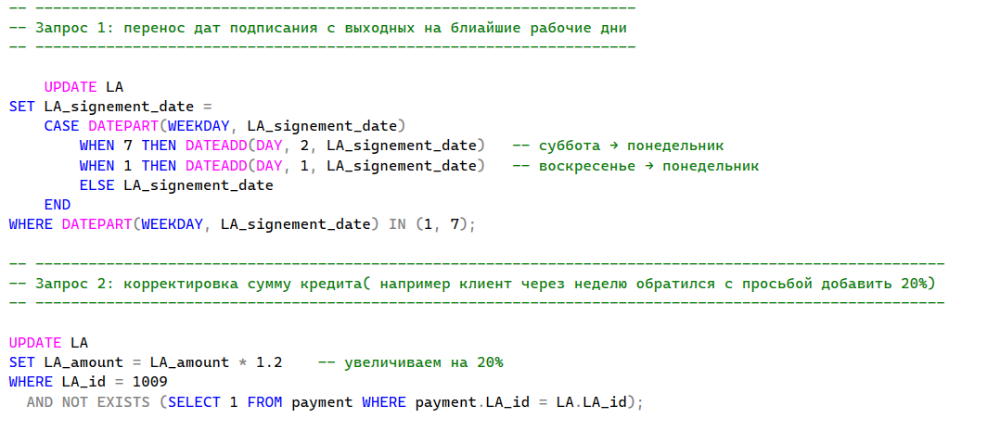 -- --------------------------------------------------------------------
-- Запрос 1: перенос дат подписания с выходных на блиайшие рабочие дни
-- --------------------------------------------------------------------
UPDATE LA
SET LA_signement_date =
CASE DATEPART(WEEKDAY, LA_signement_date)
WHEN 7 THEN DATEADD(DAY, 2, LA_signement_date)   -- суббота → понедельник
WHEN 1 THEN DATEADD(DAY, 1, LA_signement_date)   -- воскресенье → понедельник
ELSE LA_signement_date
END
WHERE DATEPART(WEEKDAY, LA_signement_date) IN (1, 7);
-- -------------------------------------------------------------------------------------------------------
-- Запрос 2: корректировка сумму кредита( например клиент через неделю обратился с просьбой добавить 20%)
-- -------------------------------------------------------------------------------------------------------
UPDATE LA
SET LA_amount = LA_amount * 1.2    -- увеличиваем на 20%
WHERE LA_id = 1009
AND NOT EXISTS (SELECT 1 FROM payment WHERE payment.LA_id = LA.LA_id);